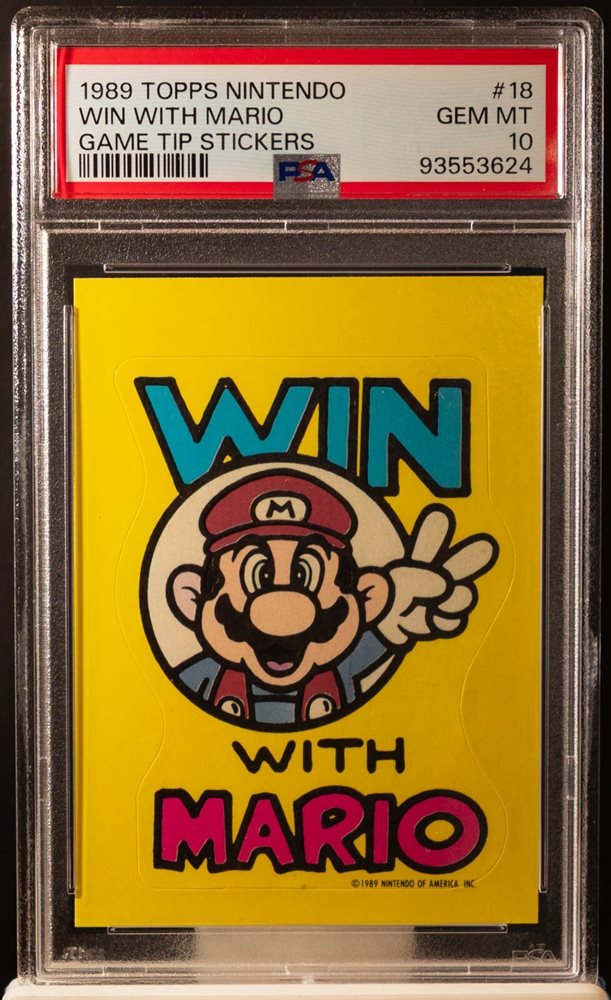 1989 TOPPS NINTENDO #18
WIN WITH MARIO GEM MT
GAME TIP STICKERS 10
PSA 93553624
WIN
M
WITH
MARIO
©1989 NINTENDO OF AMERICA INC.
PSA